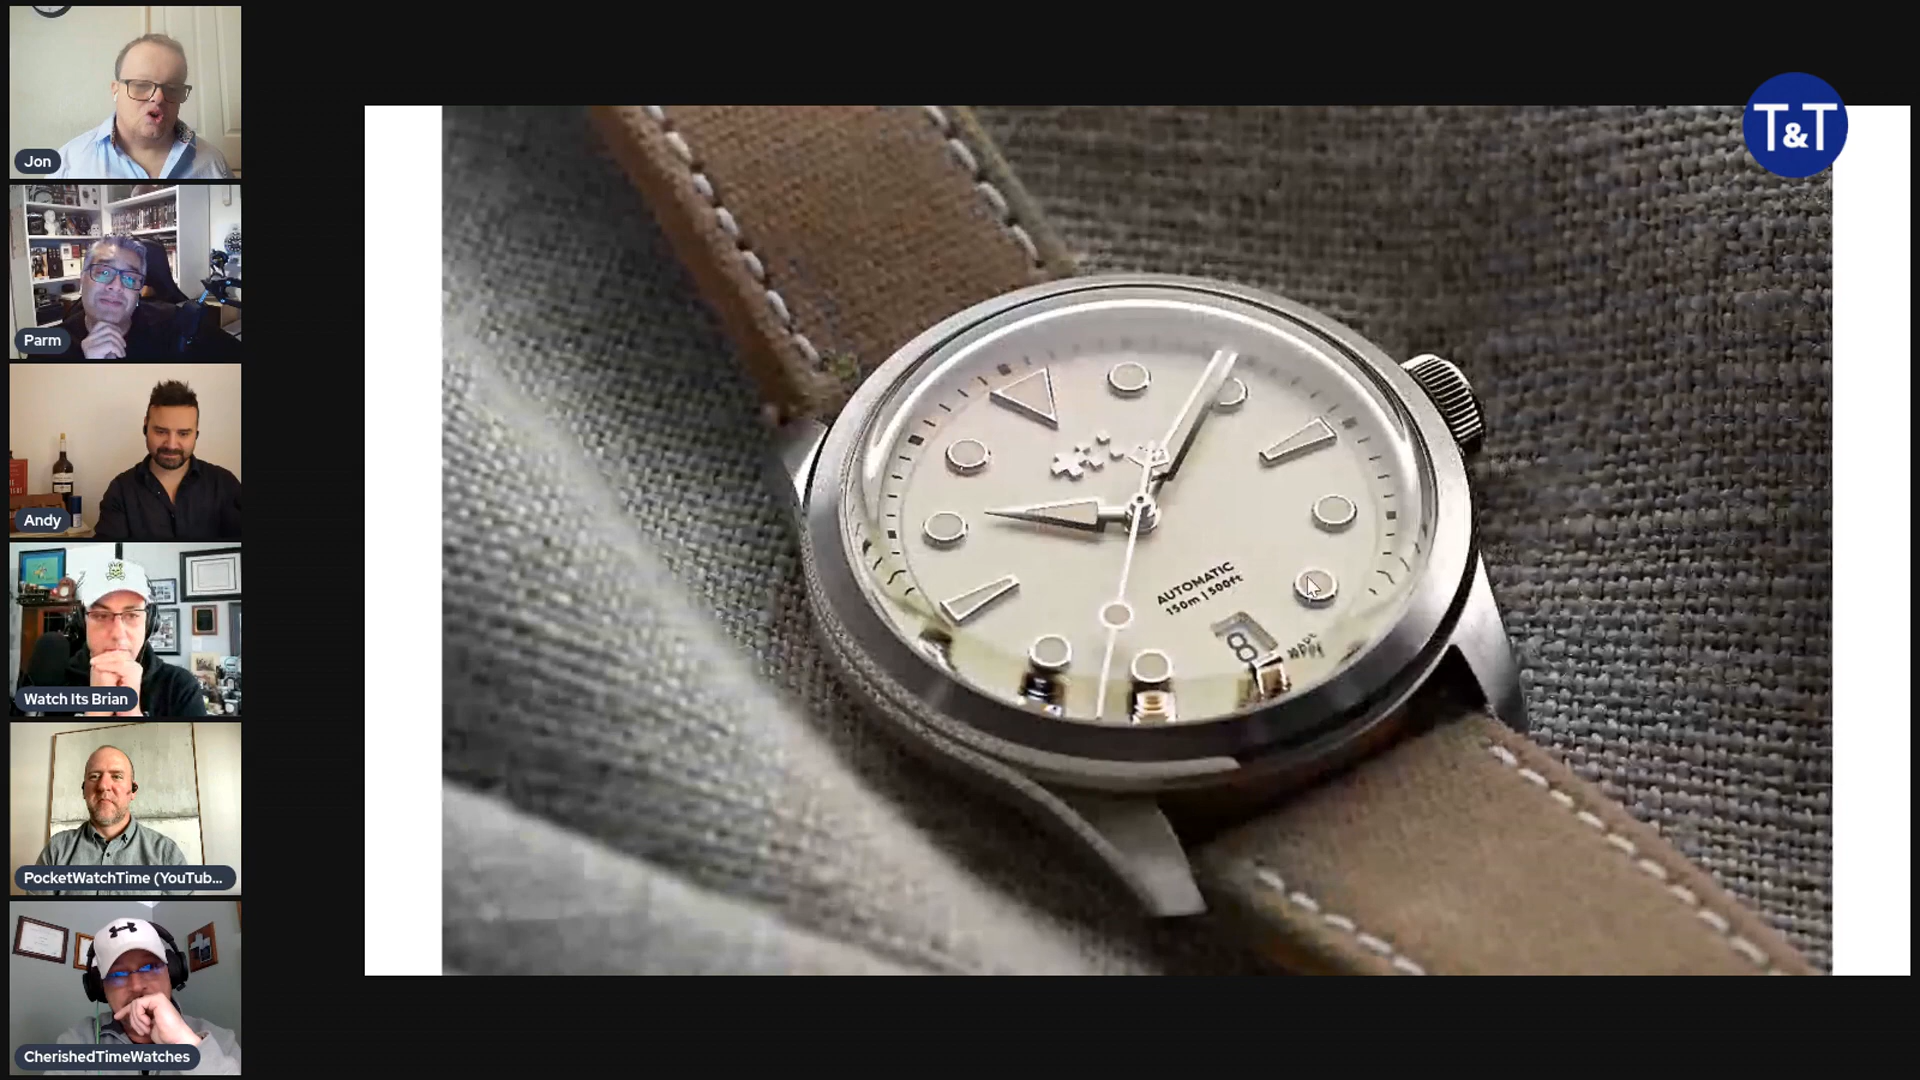 Jon
Parm
Andy
Watch Its Brian
PocketWatchTime (YouTub...
CherishedTimeWatches
T&T
AUTOMATIC
150m | 500ft
8